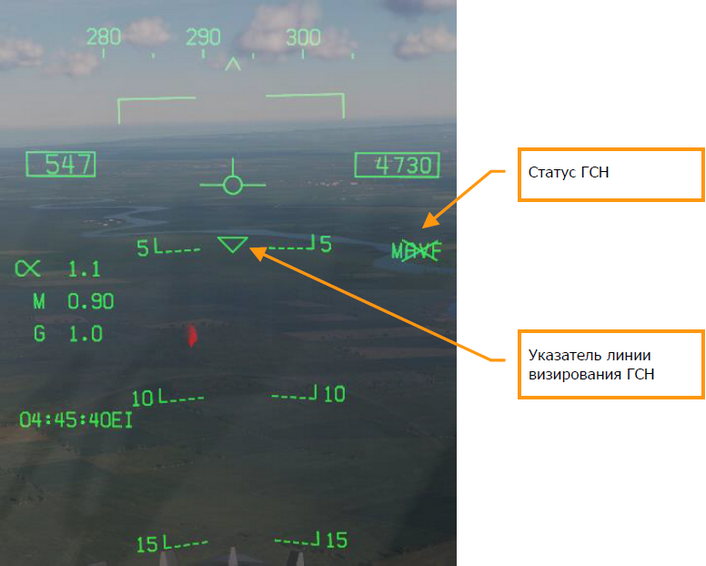 280 290 300
547 4730
Статус ГСН
5 5
MAVF
α 1.1
M 0.90
G 1.0
Указатель линии
визирования ГСН
10 10
04:45:40EI
15 15